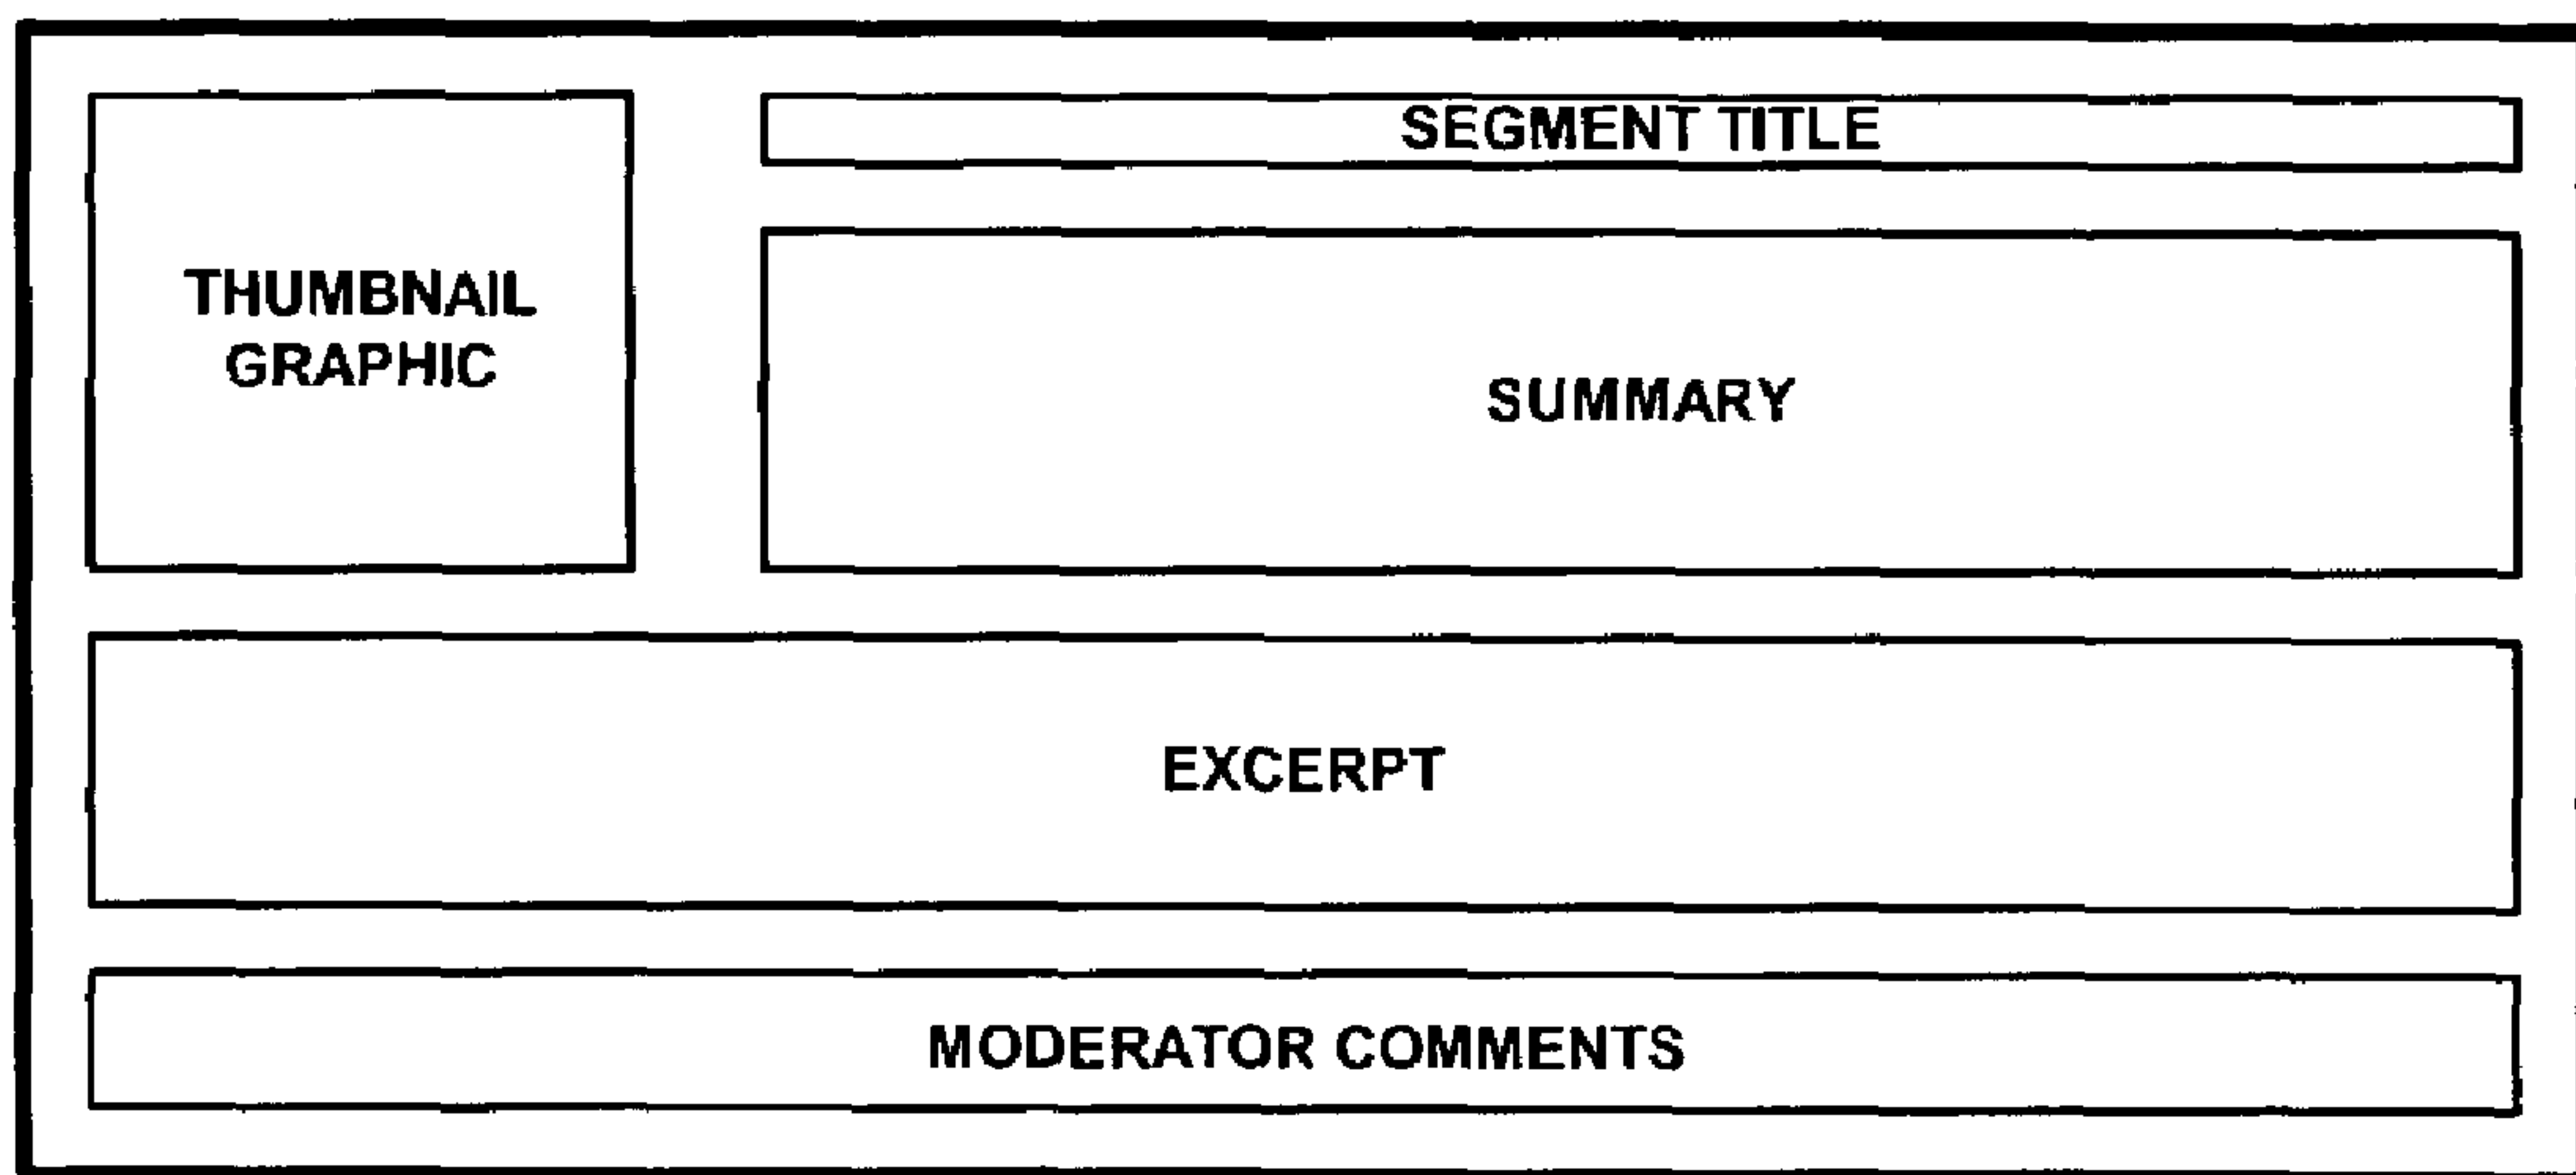 SEGMENT TITLE
THUMBNAIL
GRAPHIC
SUMMARY
EXCERPT
MODERATOR COMMENTS